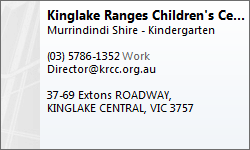 Kinglake Ranges Children's Ce...
Murrindindi Shire - Kindergarten
(03) 5786-1352 Work
Director@krcc.org.au
37-69 Extons ROADWAY,
KINGLAKE CENTRAL, VIC 3757